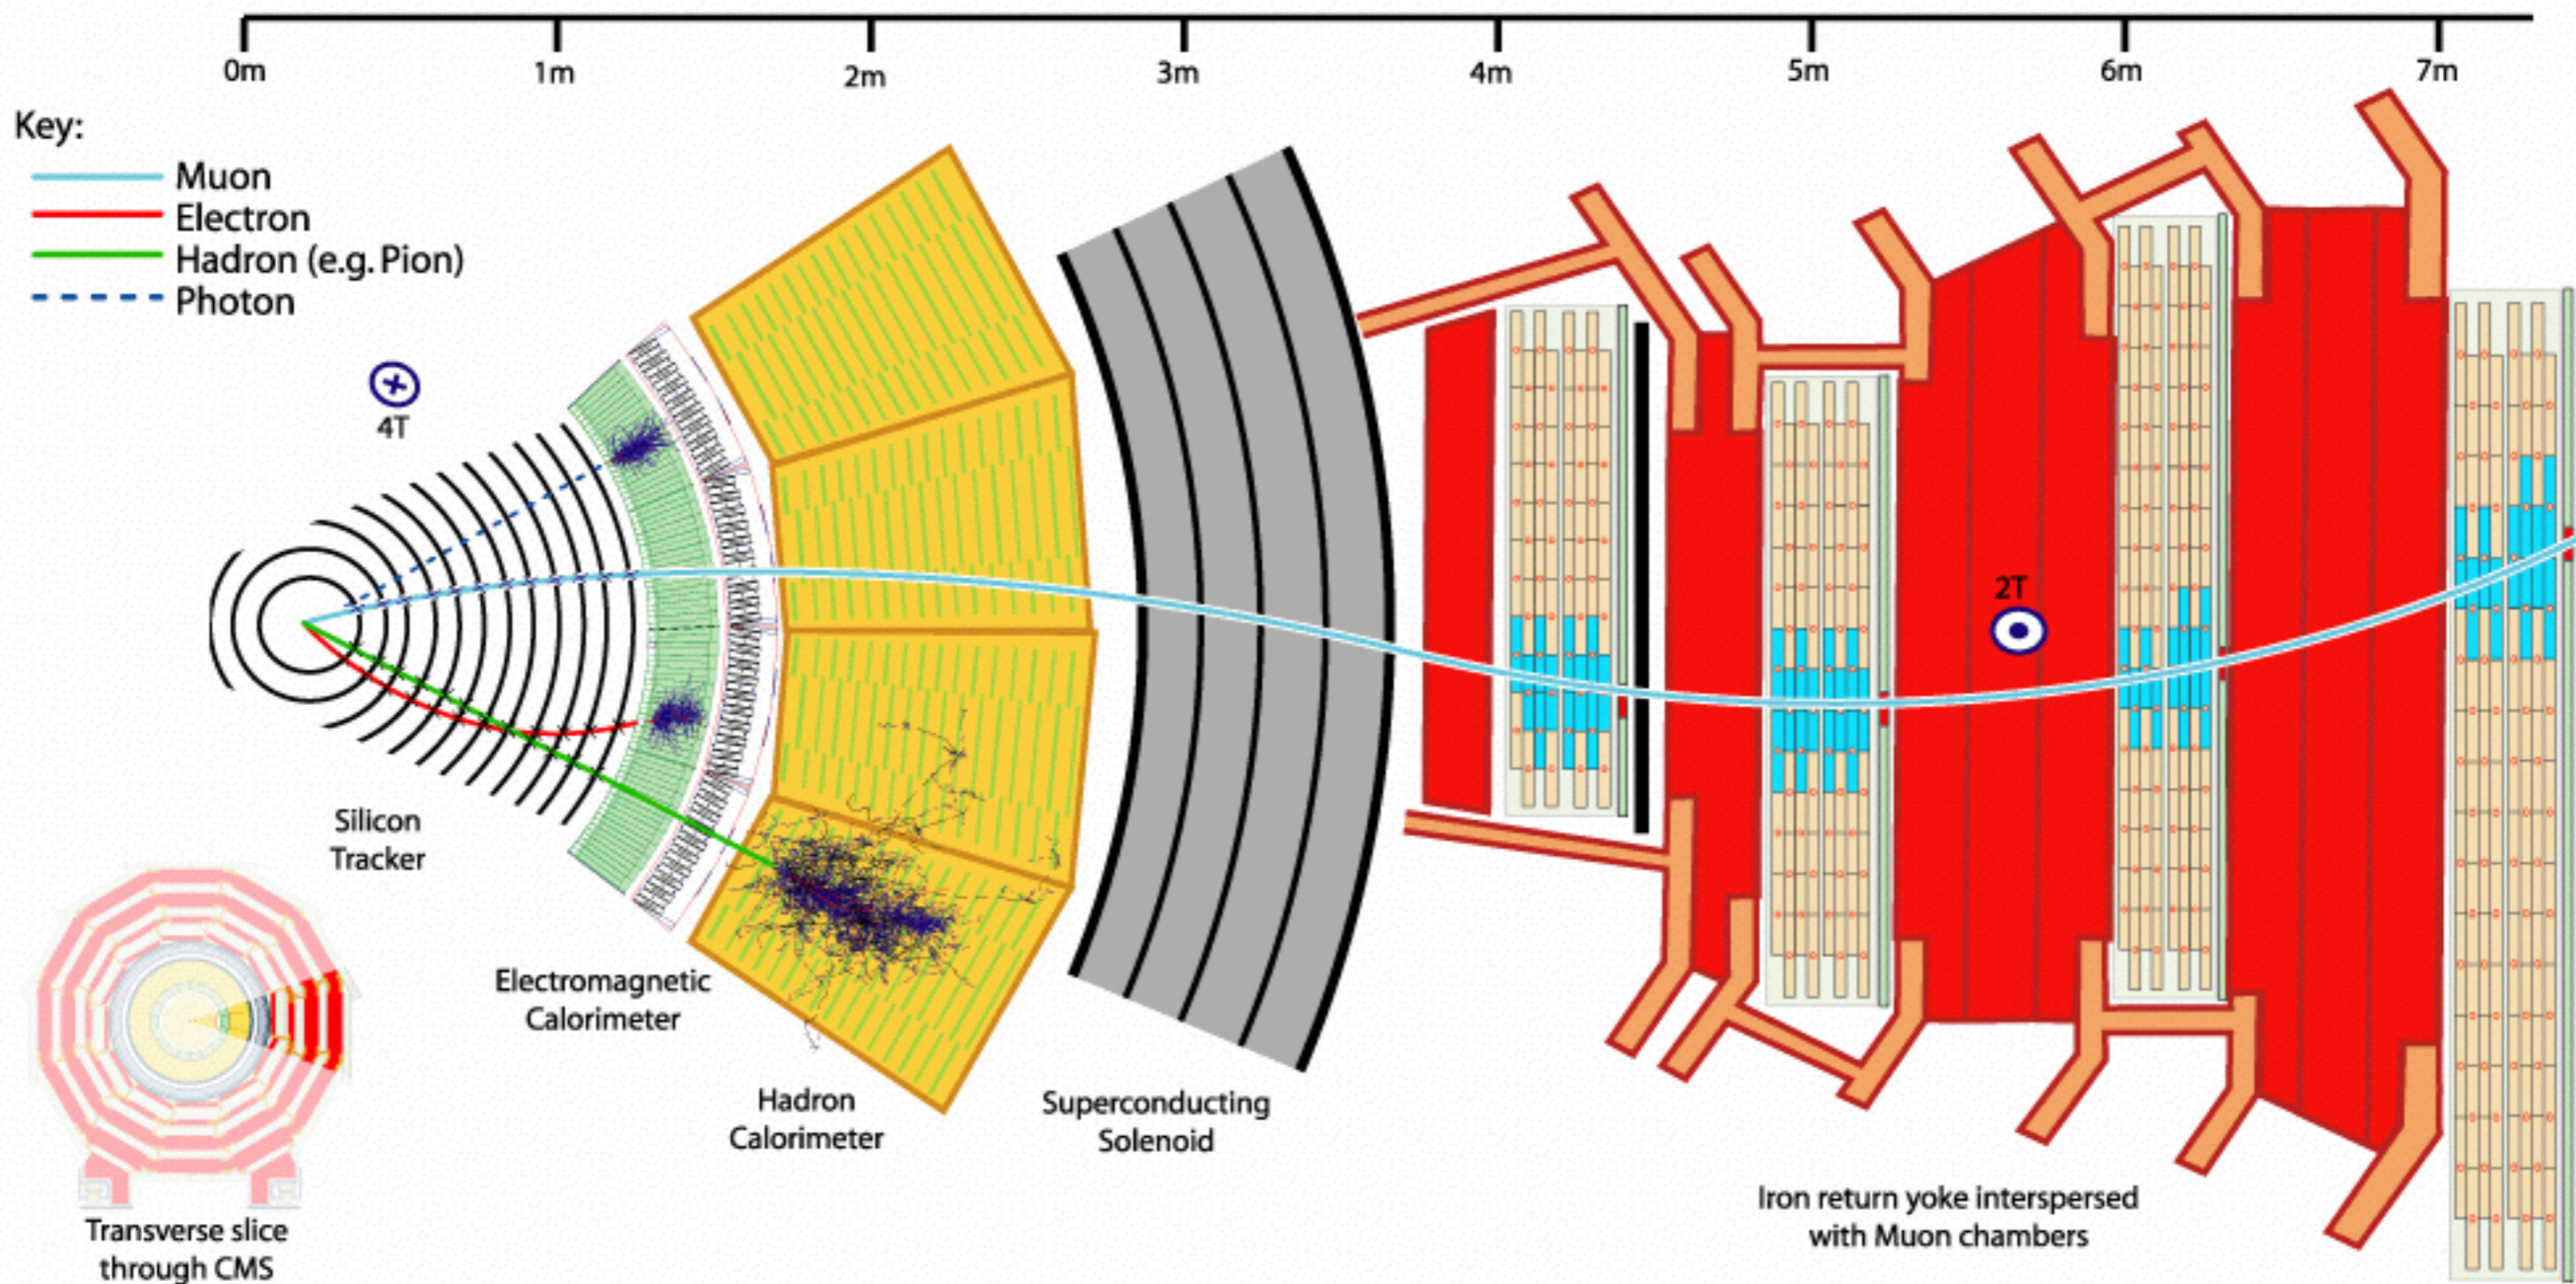 0m 1m 2m 3m 4m 5m 6m 7m
Key:
Muon
Electron
Hadron (e.g. Pion)
Photon
4T
2T
Silicon
Tracker
Electromagnetic
Calorimeter
Hadron
Calorimeter
Superconducting
Solenoid
Iron return yoke interspersed
with Muon chambers
Transverse slice
through CMS